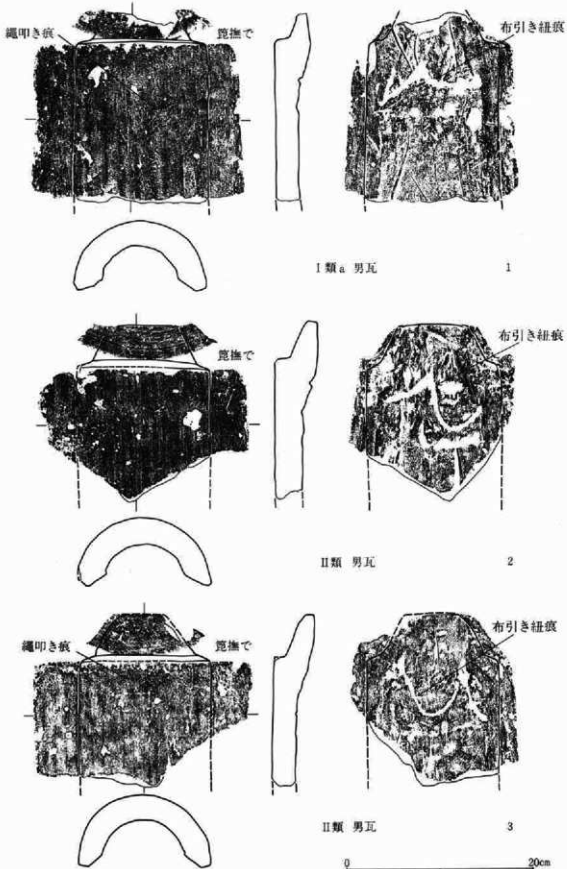 縄叩き痕
箆撫で
布引き紐痕
I類a 男瓦
1
箆撫で
布引き紐痕
II類 男瓦
2
縄叩き痕
箆撫で
布引き紐痕
II類 男瓦
3
0
20cm